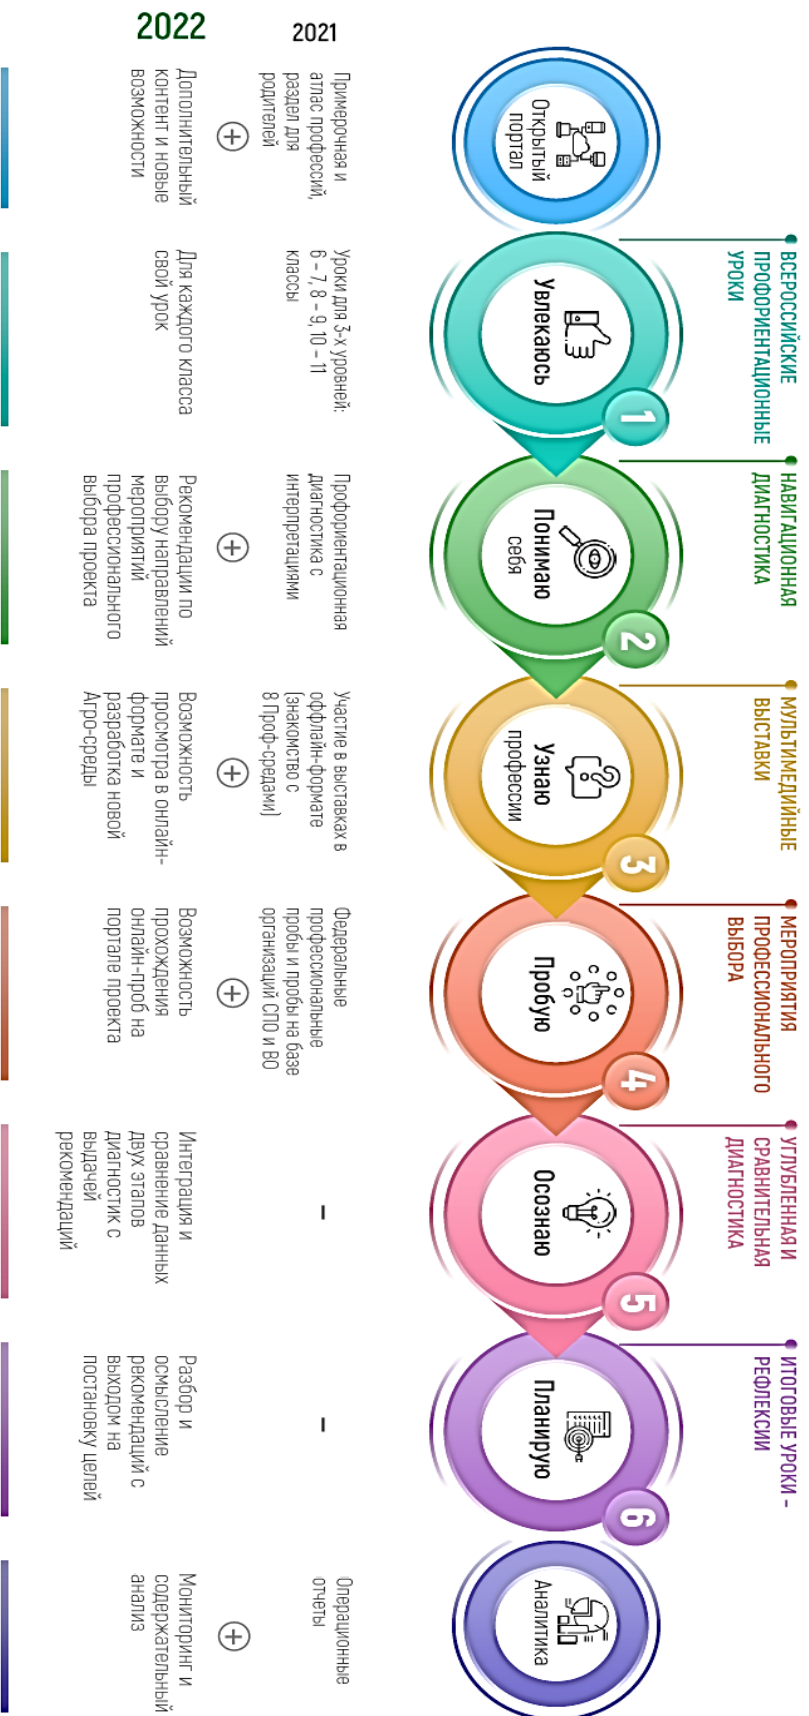 ВСЕРОССИЙСКИЕ
ПРОФОРИЕНТАЦИОННЫЕ
УРОКИ
НАВИГАЦИОННАЯ
ДИАГНОСТИКА
МУЛЬТИМЕДИЙНЫЕ
ВЫСТАВКИ
МЕРОПРИЯТИЯ
ПРОФЕССИОНАЛЬНОГО
ВЫБОРА
УГЛУБЛЕННАЯ И
СРАВНИТЕЛЬНАЯ
ДИАГНОСТИКА
ИТОГОВЫЕ УРОКИ –
РЕФЛЕКСИИ
Открытый
портал
Увлекаюсь
1
Понимаю
себя
2
Узнаю
профессии
3
Пробую
4
Осознаю
5
Планирую
6
Аналитика
2021
Примерочная и
атлас профессий,
раздел для
родителей
Уроки для 3-х уровней:
6 – 7, 8 – 9, 10 – 11
классы
Профориентационная
диагностика с
интерпретациями
Участие в выставках в
оффлайн-формате
(знакомство с
8 Проф-средами)
Федеральные
профессиональные
пробы и пробы на базе
организаций СПО и ВО
–
–
Операционные
отчеты
+
+
+
+
+
2022
Дополнительный
контент и новые
возможности
Для каждого класса
свой урок
Рекомендации по
выбору направлений
мероприятий
профессионального
выбора проекта
Возможность
просмотра в онлайн-
формате и
разработка новой
Агро-среды
Возможность
прохождения
онлайн-проб на
портале проекта
Интеграция и
сравнение данных
двух этапов
диагностик с
выдачей
рекомендаций
Разбор и
осмысление
рекомендаций с
выходом на
постановку целей
Мониторинг и
содержательный
анализ